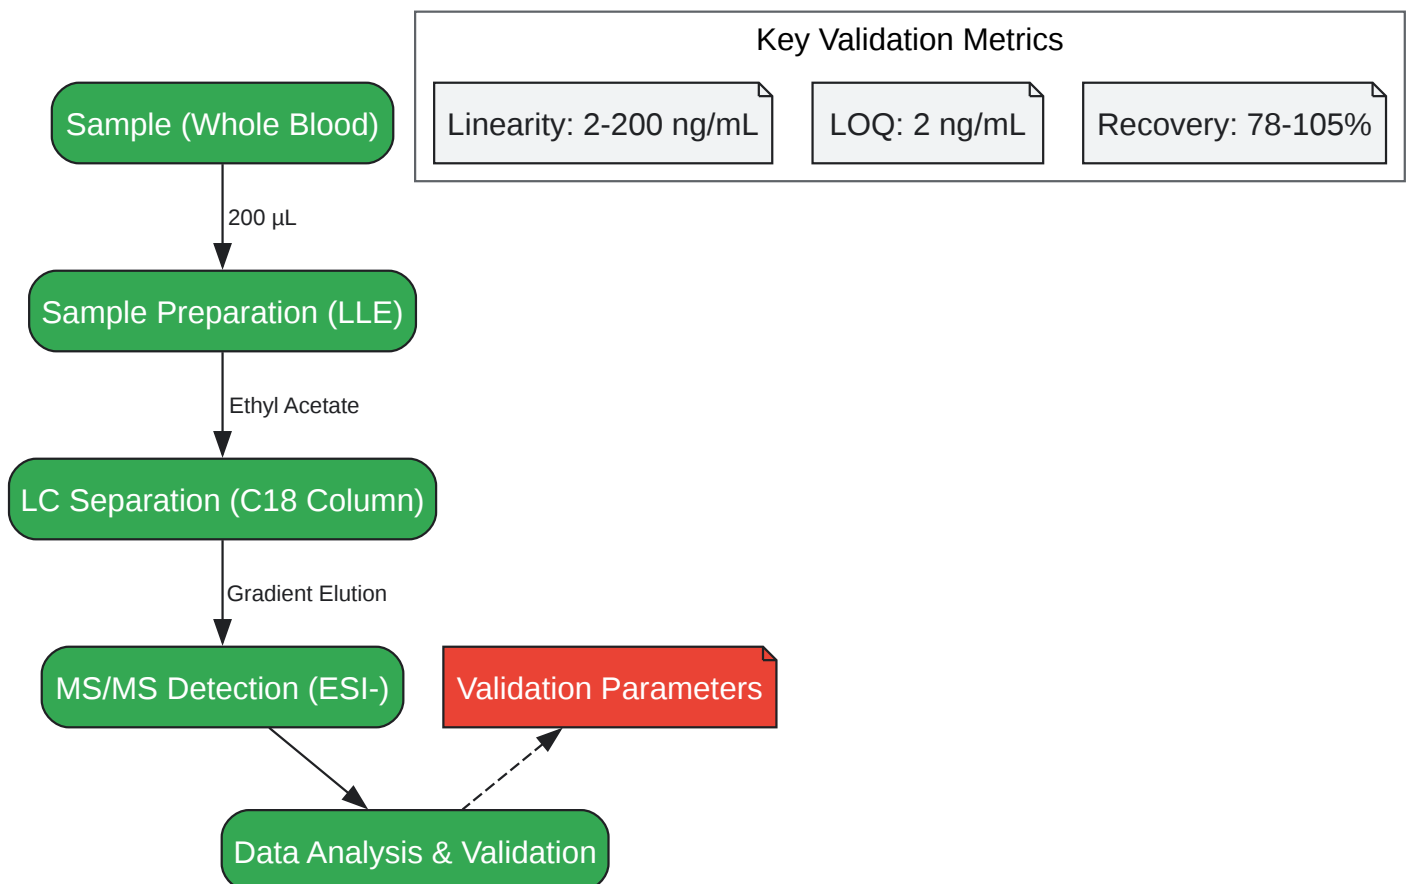 Key Validation Metrics
Sample (Whole Blood)
Linearity: 2-200 ng/mL
LOQ: 2 ng/mL
Recovery: 78-105%
200 µL
Sample Preparation (LLE)
Ethyl Acetate
LC Separation (C18 Column)
Gradient Elution
MS/MS Detection (ESI-)
Validation Parameters
Data Analysis & Validation